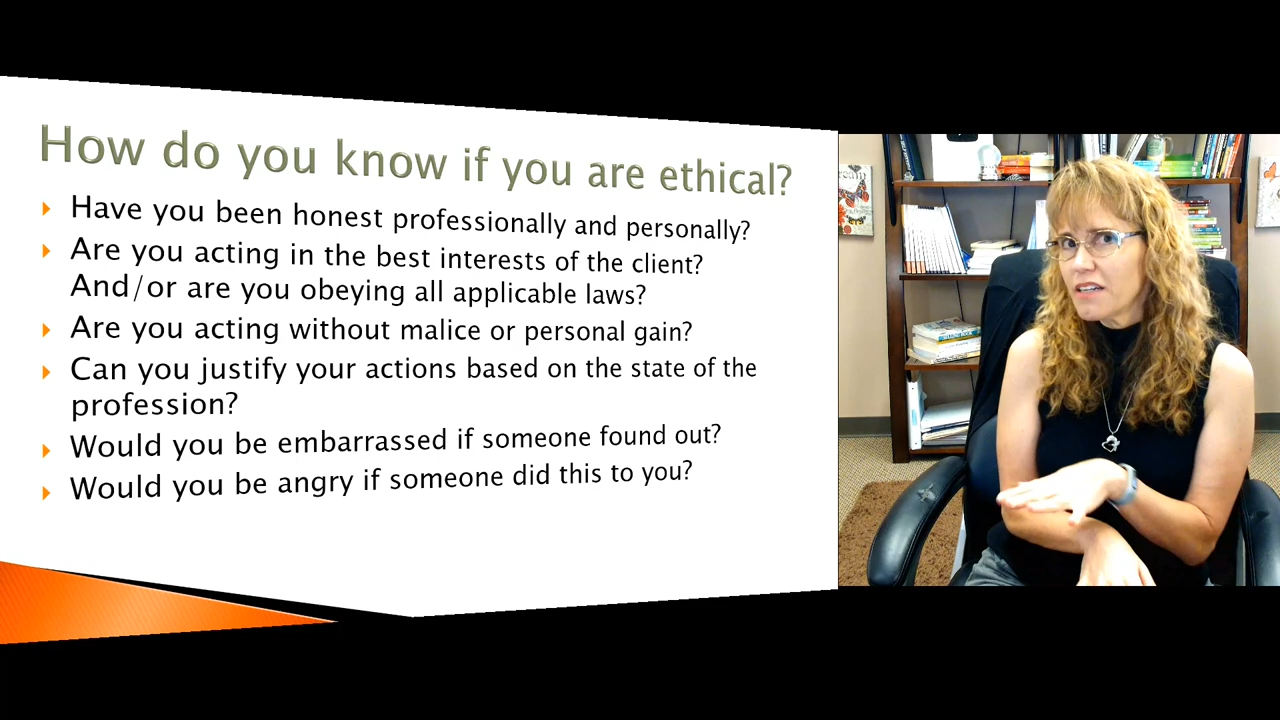 How do you know if you are ethical?
Have you been honest professionally and personally?
Are you acting in the best interests of the client?
And/or are you obeying all applicable laws?
Are you acting without malice or personal gain?
Can you justify your actions based on the state of the
profession?
Would you be embarrassed if someone found out?
Would you be angry if someone did this to you?